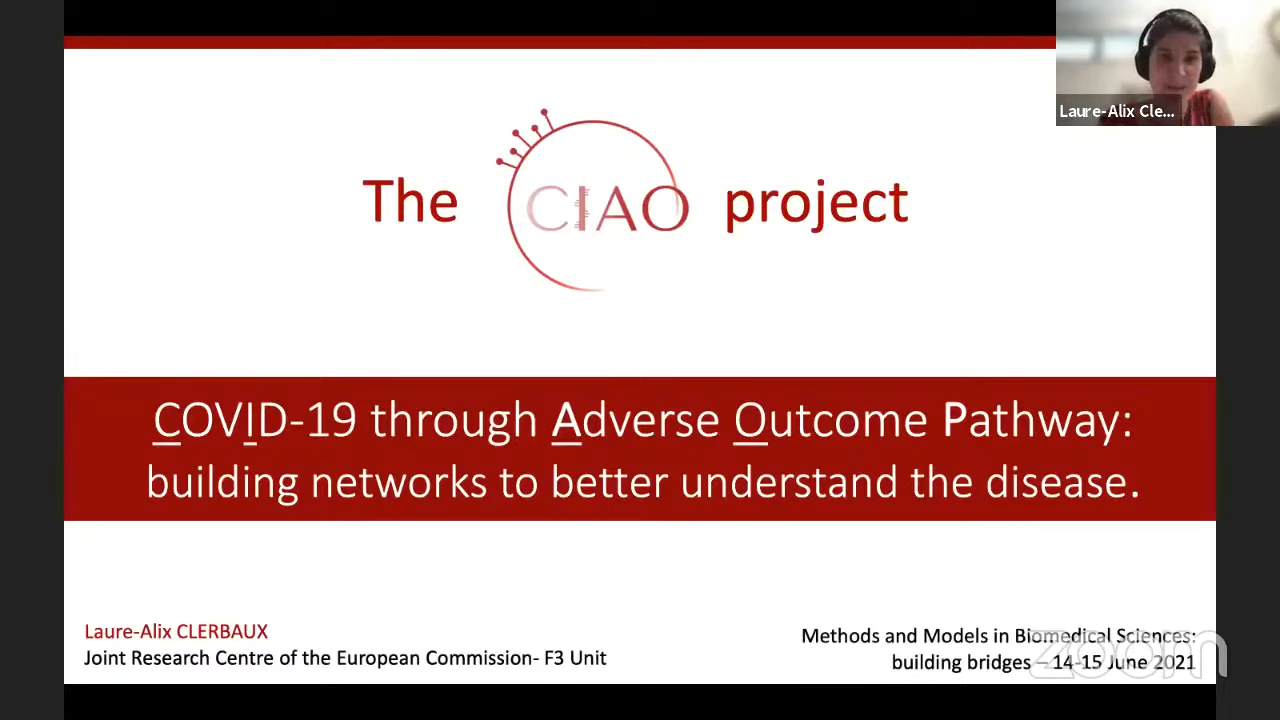 Laure-Alix Cle...
The CIAO project
COVID-19 through Adverse Outcome Pathway:
building networks to better understand the disease.
Laure-Alix CLERBAUX
Joint Research Centre of the European Commission- F3 Unit
Methods and Models in Biomedical Sciences:
building bridges – 14-15 June 2021
zoom